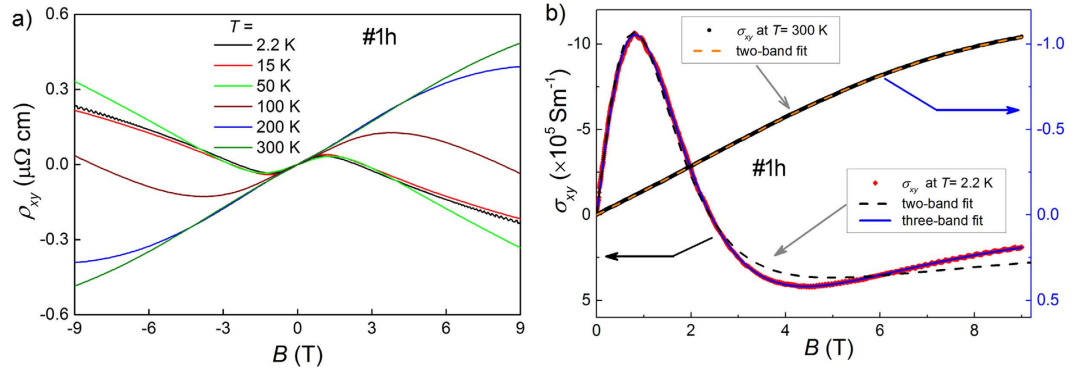 a)
T =
2.2 K
15 K
50 K
100 K
200 K
300 K
#1h
0.6
0.3
0.0
-0.3
-0.6
ρxy (μΩ cm)
-9 -6 -3 0 3 6 9
B (T)
b)
σxy at T= 300 K
two-band fit
#1h
σxy at T= 2.2 K
two-band fit
three-band fit
-10
-5
0
5
σxy (×10⁵ Sm⁻¹)
-1.0
-0.5
0.0
0.5
0 2 4 6 8
B (T)